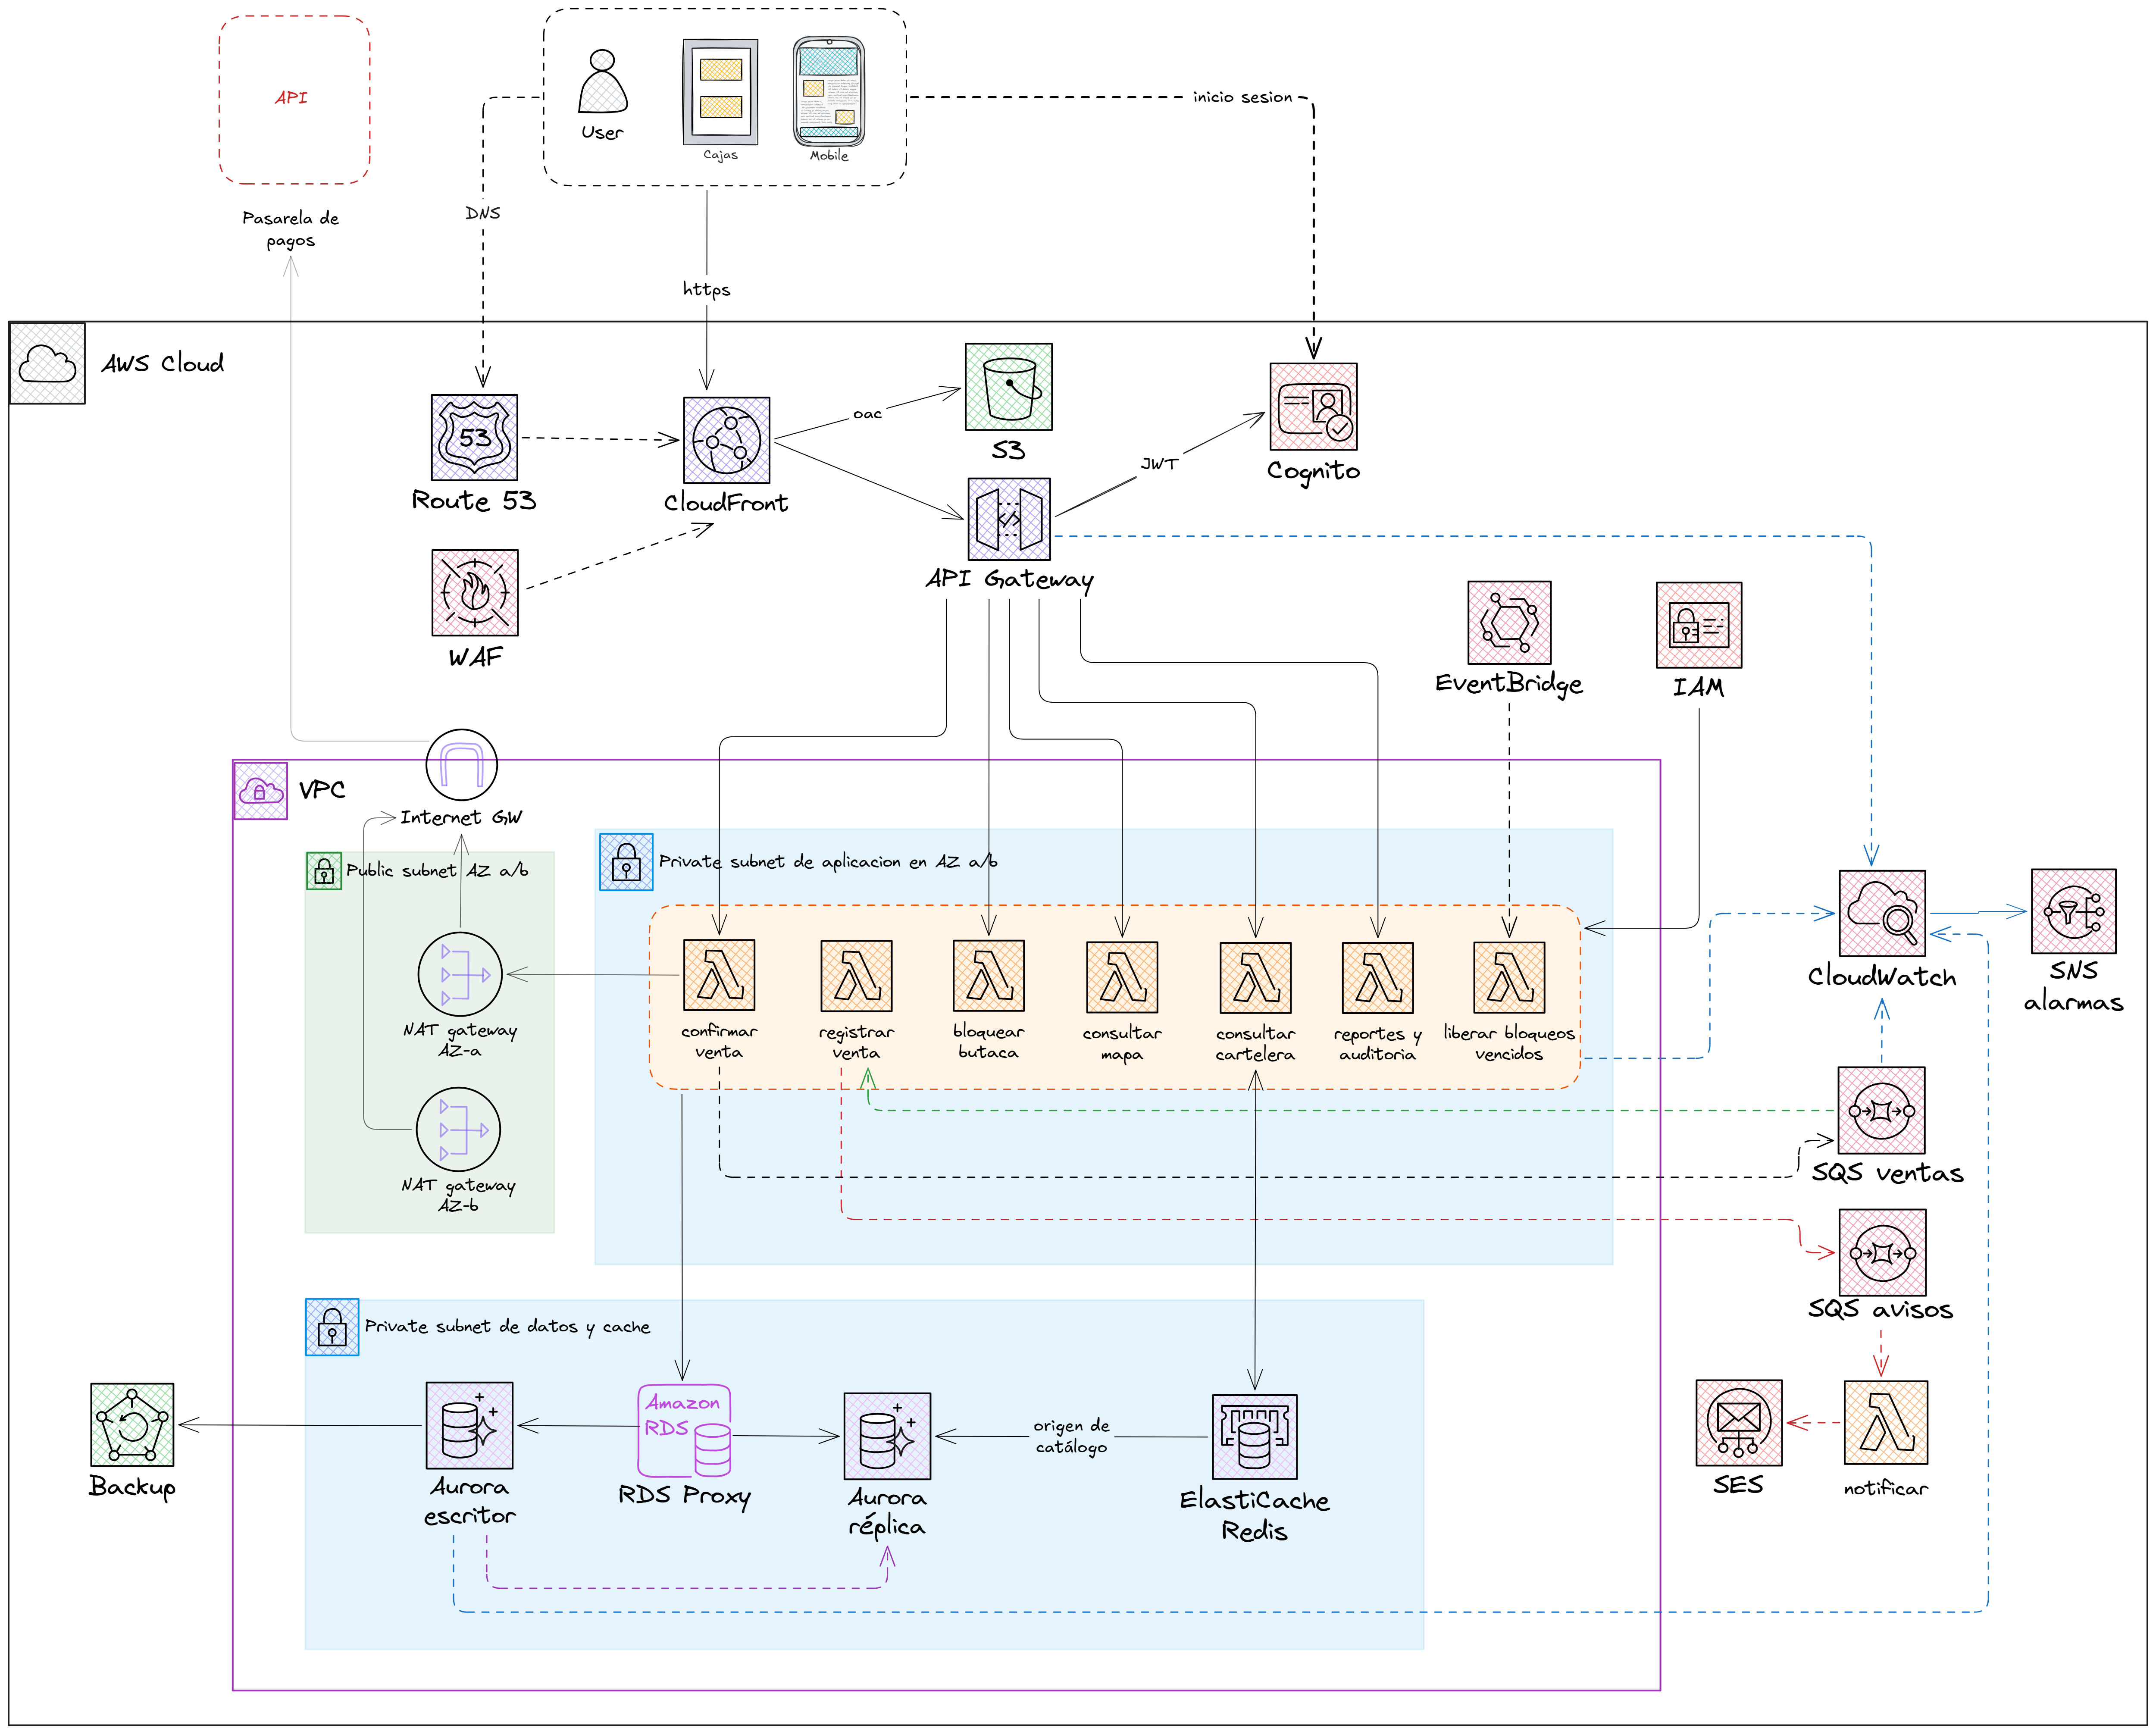 API
Pasarela de
pagos
User
Cajas
Mobile
inicio sesion
DNS
https
AWS Cloud
53
Route 53
CloudFront
oac
S3
JWT
Cognito
API Gateway
WAF
EventBridge
IAM
VPC
Internet GW
Public subnet AZ a/b
Private subnet de aplicacion en AZ a/b
NAT gateway
AZ-a
NAT gateway
AZ-b
confirmar
venta
registrar
venta
bloquear
butaca
consultar
mapa
consultar
cartelera
reportes y
auditoria
liberar bloqueos
vencidos
CloudWatch
SNS
alarmas
SQS ventas
SQS avisos
Private subnet de datos y cache
Backup
Aurora
escritor
Amazon
RDS
RDS Proxy
Aurora
réplica
origen de
catálogo
ElastiCache
Redis
SES
notificar